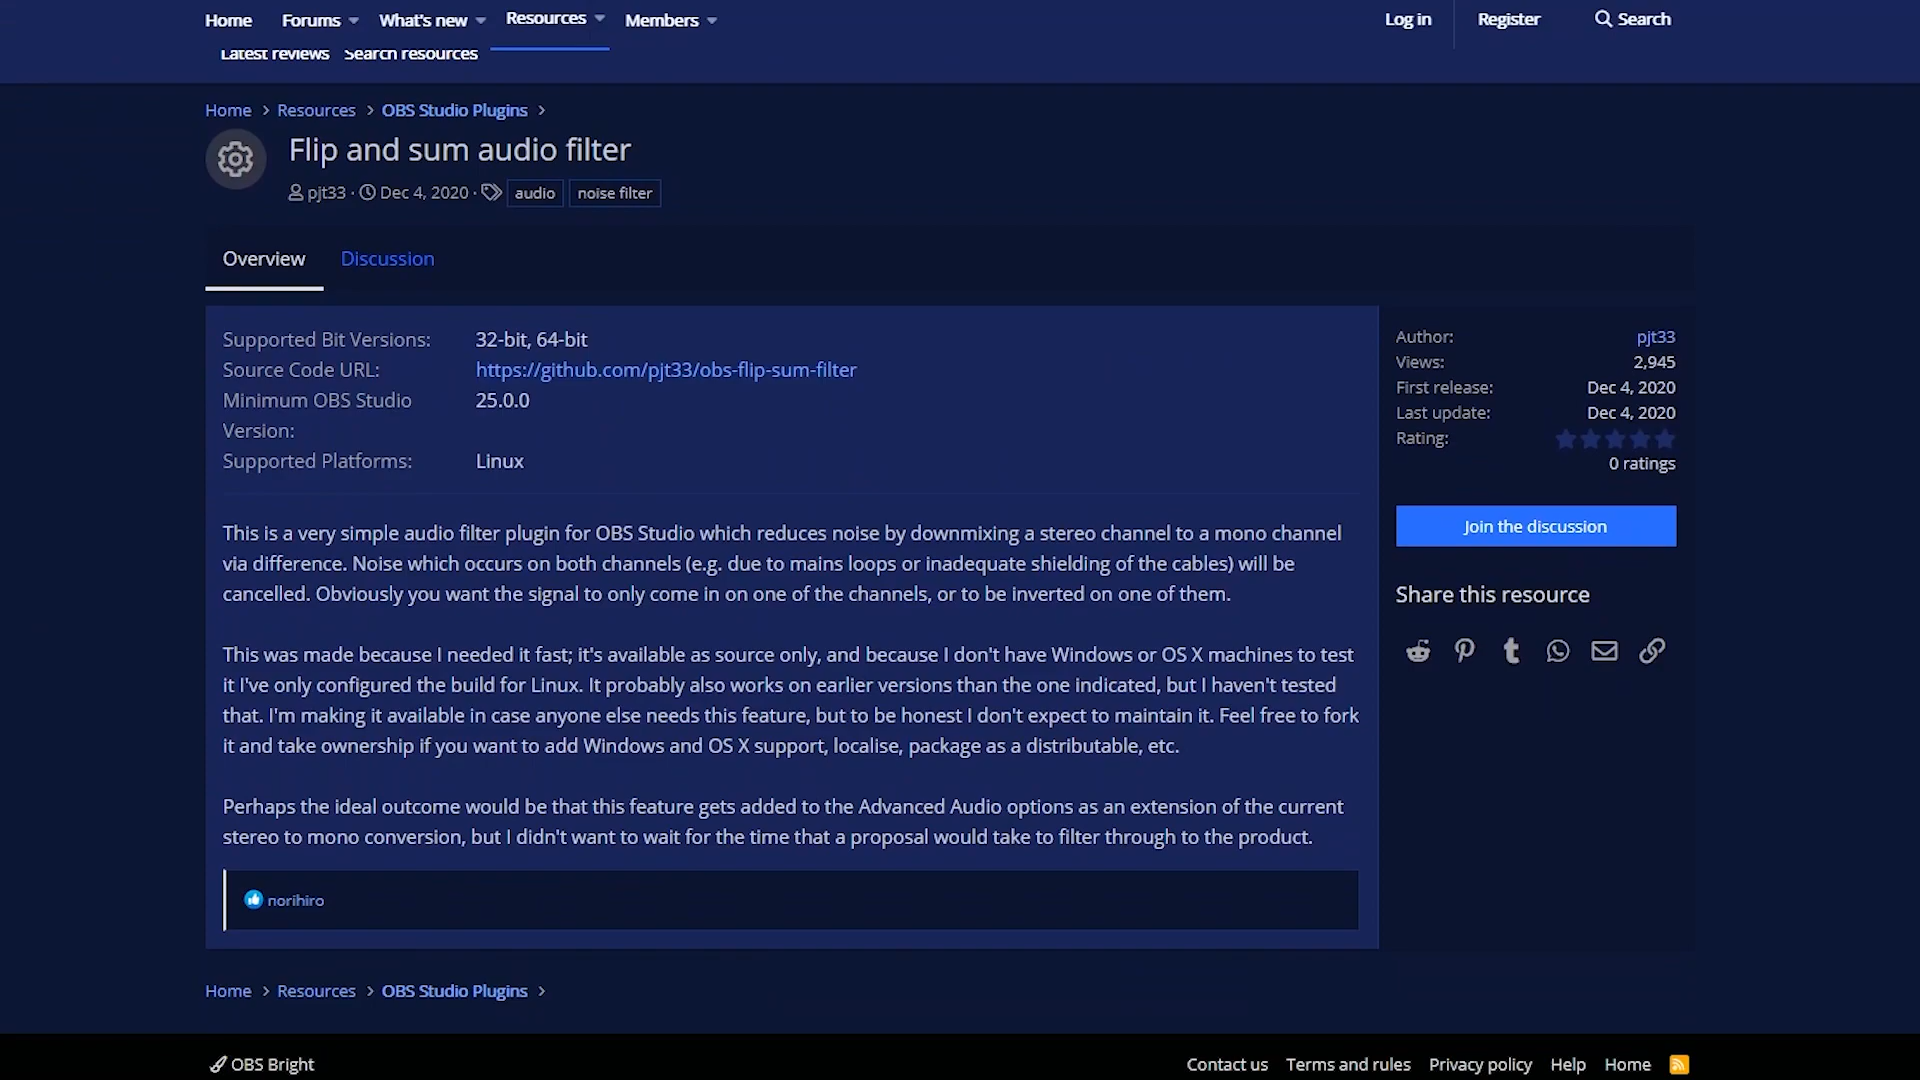 Home Forums What's new Resources Members Log in Register Search
Latest reviews Search resources
Home > Resources > OBS Studio Plugins >
Flip and sum audio filter
pjt33 · Dec 4, 2020 · audio noise filter
Overview Discussion
Supported Bit Versions: 32-bit, 64-bit
Source Code URL: https://github.com/pjt33/obs-flip-sum-filter
Minimum OBS Studio 25.0.0
Version:
Supported Platforms: Linux
This is a very simple audio filter plugin for OBS Studio which reduces noise by downmixing a stereo channel to a mono channel
via difference. Noise which occurs on both channels (e.g. due to mains loops or inadequate shielding of the cables) will be
cancelled. Obviously you want the signal to only come in on one of the channels, or to be inverted on one of them.
This was made because I needed it fast; it's available as source only, and because I don't have Windows or OS X machines to test
it I've only configured the build for Linux. It probably also works on earlier versions than the one indicated, but I haven't tested
that. I'm making it available in case anyone else needs this feature, but to be honest I don't expect to maintain it. Feel free to fork
it and take ownership if you want to add Windows and OS X support, localise, package as a distributable, etc.
Perhaps the ideal outcome would be that this feature gets added to the Advanced Audio options as an extension of the current
stereo to mono conversion, but I didn't want to wait for the time that a proposal would take to filter through to the product.
norihiro
Author: pjt33
Views: 2,945
First release: Dec 4, 2020
Last update: Dec 4, 2020
Rating:
0 ratings
Join the discussion
Share this resource
Home > Resources > OBS Studio Plugins >
OBS Bright Contact us Terms and rules Privacy policy Help Home